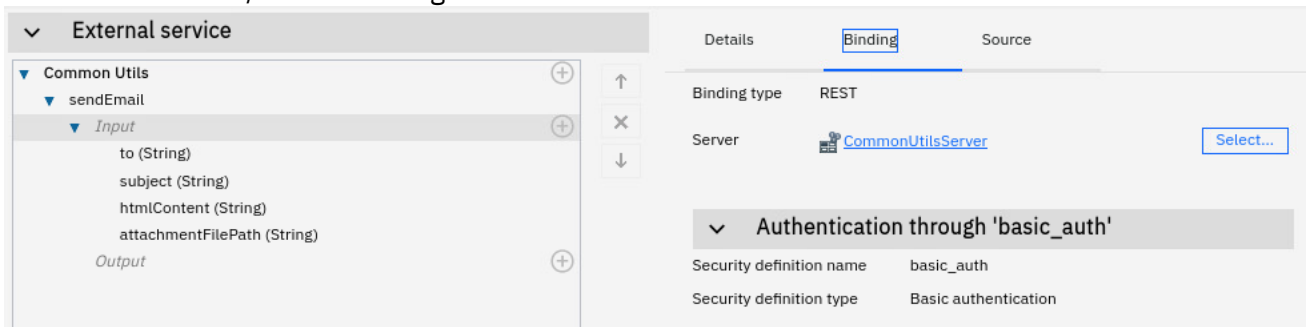 External service
Common Utils
sendEmail
Input
to (String)
subject (String)
htmlContent (String)
attachmentFilePath (String)
Output
Details Binding Source
Binding type REST
Server CommonUtilsServer Select...
Authentication through 'basic_auth'
Security definition name basic_auth
Security definition type Basic authentication